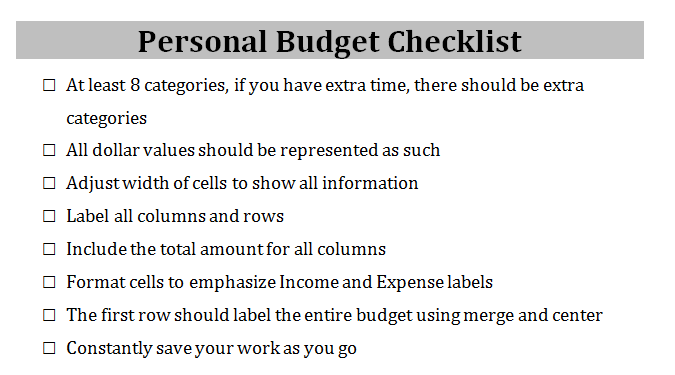 Personal Budget Checklist
☐ At least 8 categories, if you have extra time, there should be extra
categories
☐ All dollar values should be represented as such
☐ Adjust width of cells to show all information
☐ Label all columns and rows
☐ Include the total amount for all columns
☐ Format cells to emphasize Income and Expense labels
☐ The first row should label the entire budget using merge and center
☐ Constantly save your work as you go